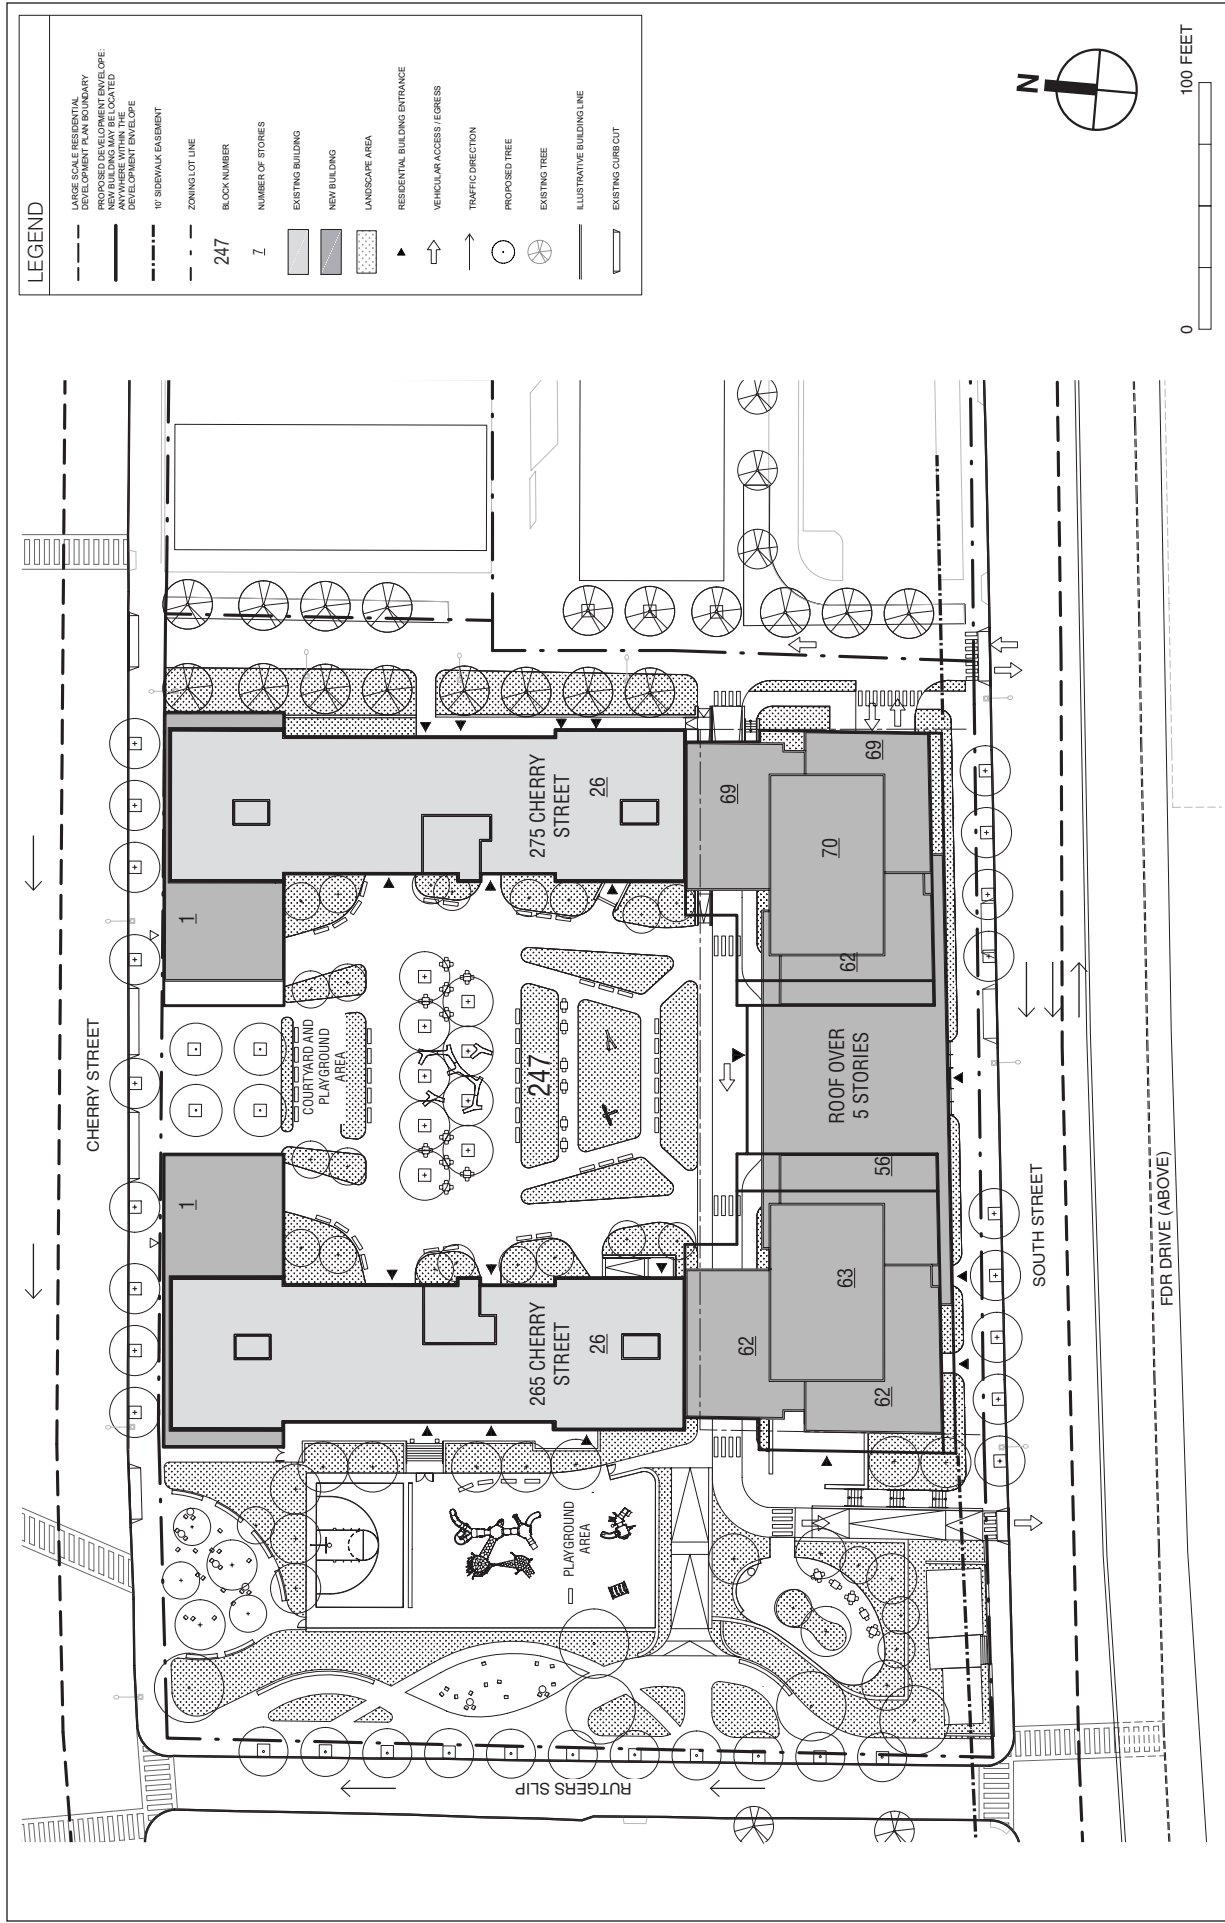 LEGEND
LARGE SCALE RESIDENTIAL
DEVELOPMENT PLAN BOUNDARY
PROPOSED DEVELOPMENT ENVELOPE:
NEW BUILDING MAY BE LOCATED
ANYWHERE WITHIN THE
DEVELOPMENT ENVELOPE
10' SIDEWALK EASEMENT
ZONING LOT LINE
247
BLOCK NUMBER
7
NUMBER OF STORIES
EXISTING BUILDING
NEW BUILDING
LANDSCAPE AREA
RESIDENTIAL BUILDING ENTRANCE
VEHICULAR ACCESS / EGRESS
TRAFFIC DIRECTION
PROPOSED TREE
EXISTING TREE
ILLUSTRATIVE BUILDING LINE
EXISTING CURBCUT
N
0
100 FEET
CHERRY STREET
1
1
COURTYARD AND
PLAYGROUND
AREA
247
275 CHERRY
STREET
26
265 CHERRY
STREET
26
PLAYGROUND
AREA
69
69
70
62
ROOF OVER
5 STORIES
56
63
62
62
RUTGERS SLIP
SOUTH STREET
FDR DRIVE (ABOVE)